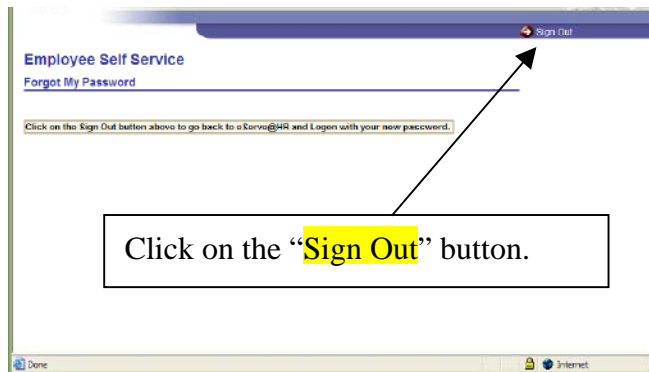 Sign Out
Employee Self Service
Forgot My Password
Click on the Sign Out button above to go back to eServe@HR and Logon with your new password.
Click on the “Sign Out” button.
Done
Internet